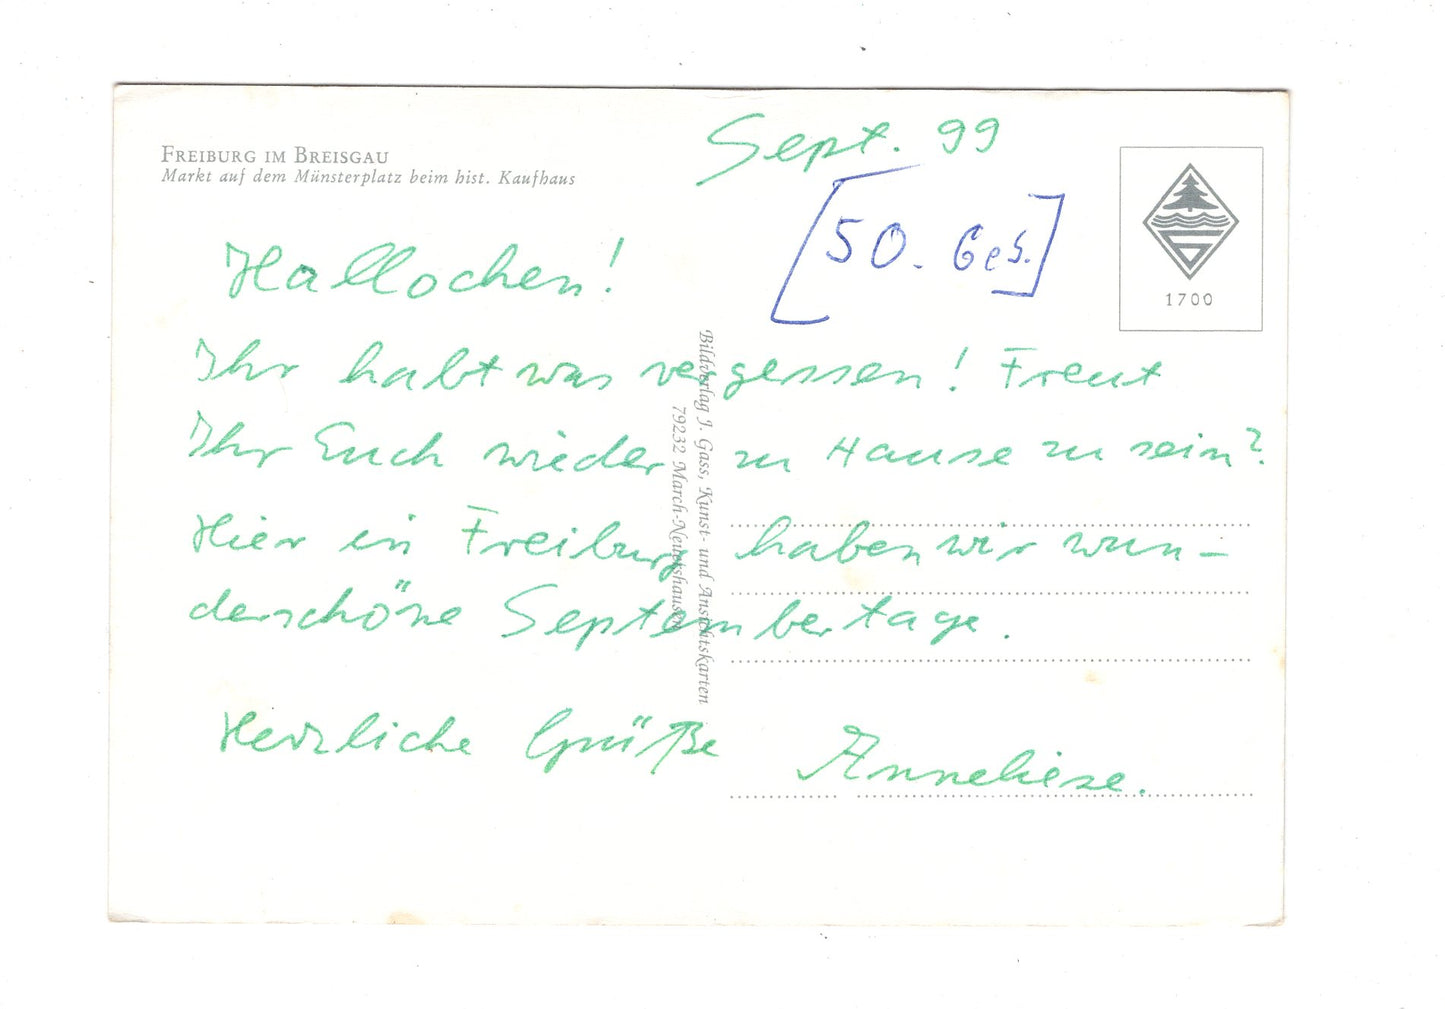 FREIBURG IM BREISGAU
Markt auf dem Münsterplatz beim hist. Kaufhaus
Sept. 99
[50. Geb.]
1700
Hallochen!
Ihr habt was vergessen! Freut
Ihr Euch wieder zu Hause zu sein?
Hier in Freiburg haben wir wun-
derschöne Septembertage.
Herzliche Grüße Anneliese.
Bildverlag J. Gass, Kunst- und Ansichtskarten
79232 March-Neuershausen